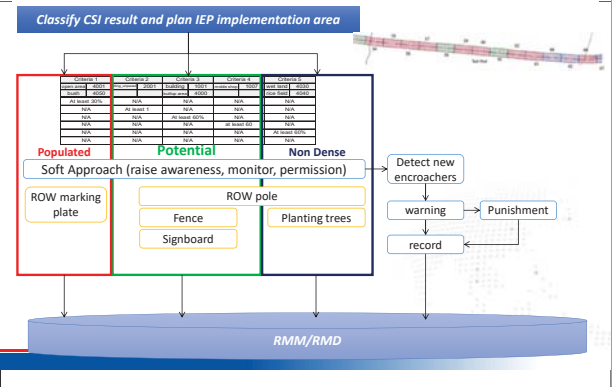 Classify CSI result and plan IEP implementation area
Criteria 1 Criteria 2 Criteria 3 Criteria 4 Criteria 5
open area 4001 2001 building 1001 1007 wet land 4030
bush 4050 4000 rice field 4040
At least 30% N/A N/A N/A N/A
N/A At least 1 N/A N/A N/A
N/A N/A At least 60% N/A N/A
N/A N/A N/A at least 60 N/A
N/A N/A N/A N/A At least 60%
N/A N/A N/A N/A N/A
Populated Potential Non Dense
Soft Approach (raise awareness, monitor, permission)
Detect new
encroachers
ROW marking
plate
ROW pole
Fence
Planting trees
Signboard
warning
Punishment
record
RMM/RMD